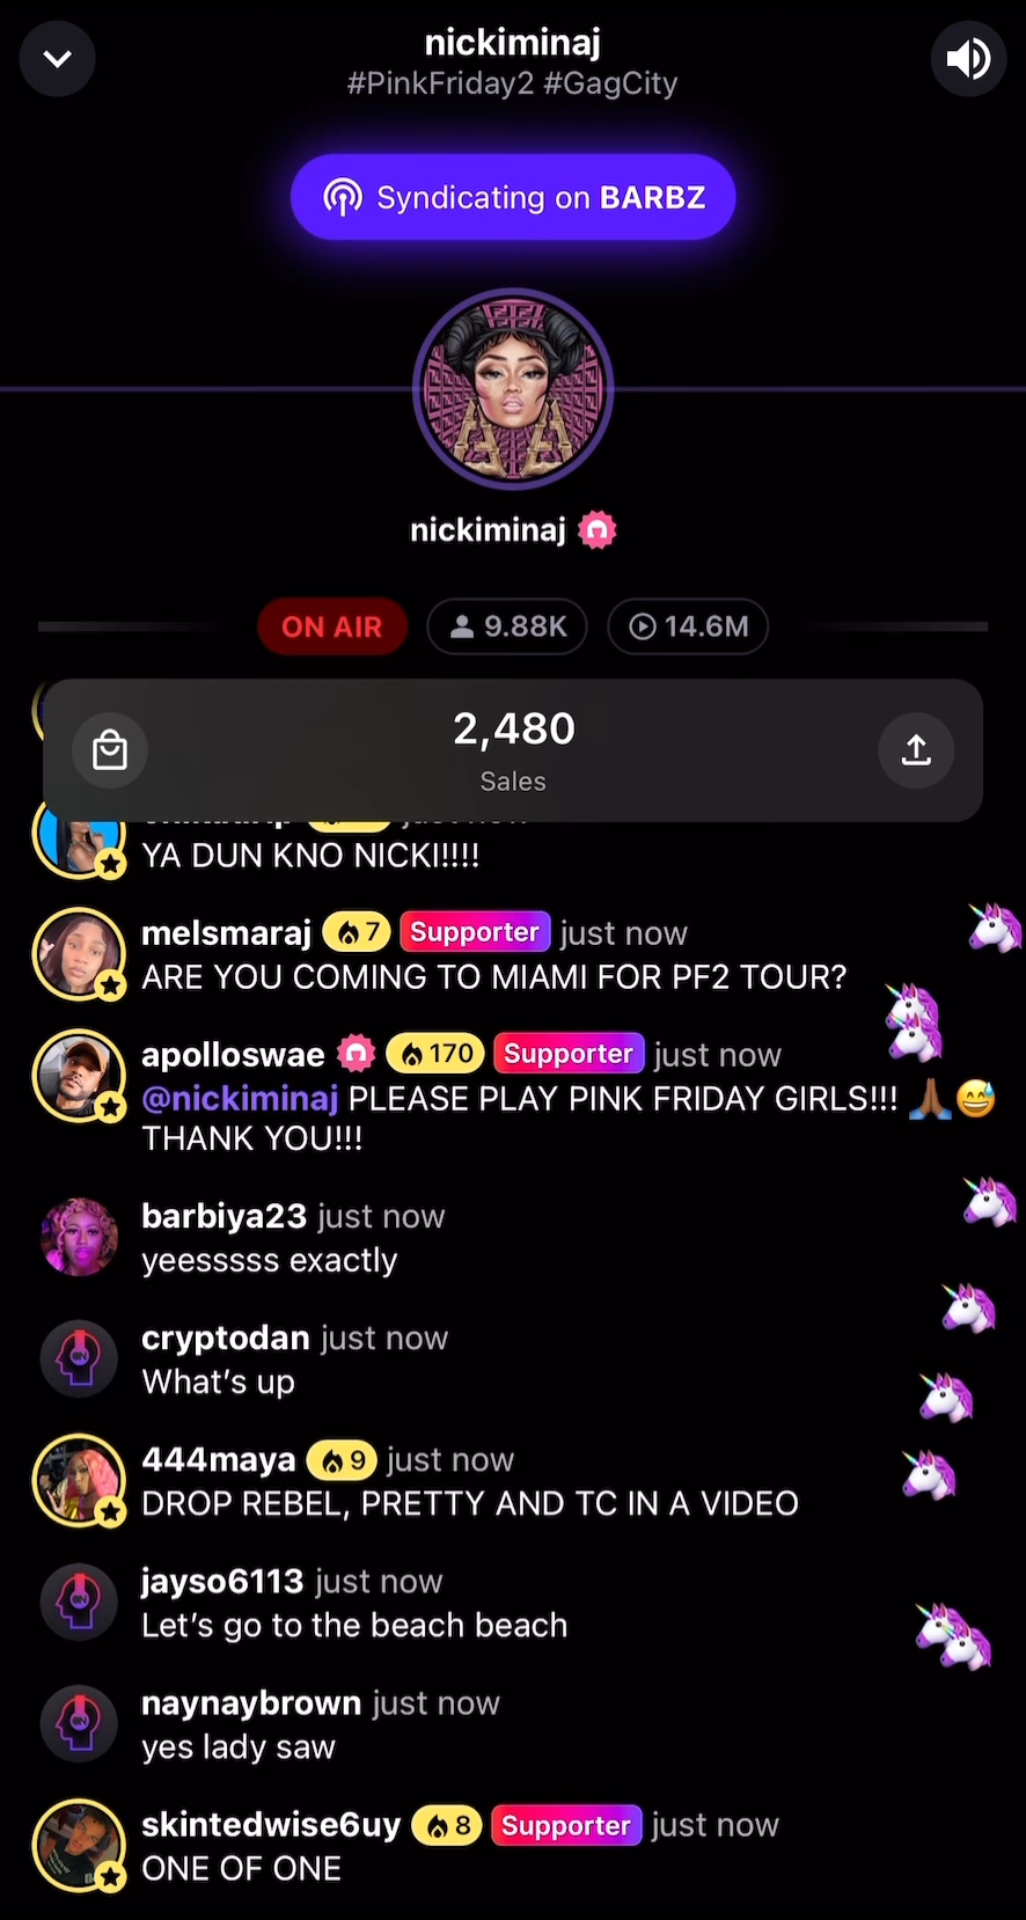 nickiminaj
#PinkFriday2 #GagCity
Syndicating on BARBZ
nickiminaj
ON AIR 9.88K 14.6M
2,480
Sales
just now
YA DUN KNO NICKI!!!!
melsmaraj 7 Supporter just now
ARE YOU COMING TO MIAMI FOR PF2 TOUR?
apolloswae 170 Supporter just now
@nickiminaj PLEASE PLAY PINK FRIDAY GIRLS!!! 🙏🏾😅
THANK YOU!!!
barbiya23 just now
yeesssss exactly
cryptodan just now
What's up
444maya 9 just now
DROP REBEL, PRETTY AND TC IN A VIDEO
jayso6113 just now
Let's go to the beach beach
naynaybrown just now
yes lady saw
skintedwise6uy 8 Supporter just now
ONE OF ONE